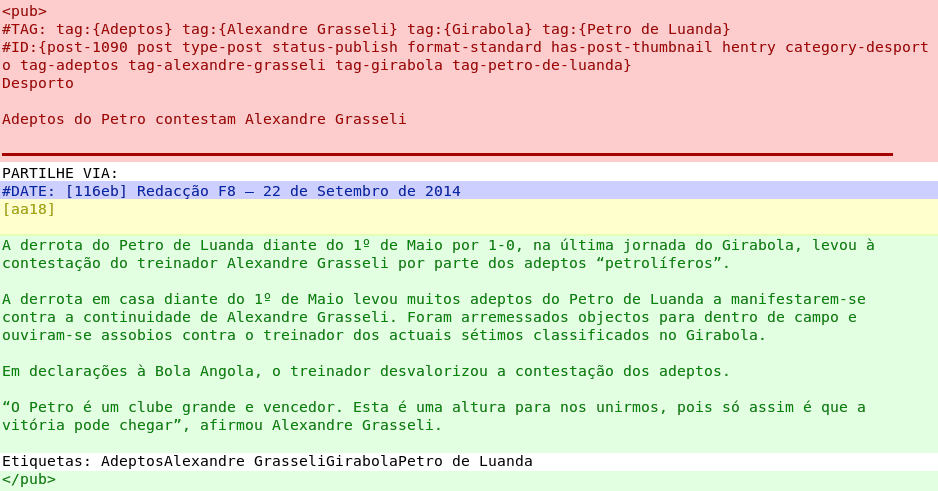 <pub>
#TAG: tag:{Adeptos} tag:{Alexandre Grasseli} tag:{Girabola} tag:{Petro de Luanda}
#ID:{post-1090 post type-post status-publish format-standard has-post-thumbnail hentry category-desport
o tag-adeptos tag-alexandre-grasseli tag-girabola tag-petro-de-luanda}
Desporto
Adeptos do Petro contestam Alexandre Grasseli
PARTILHE VIA:
#DATE: [116eb] Redacção F8 — 22 de Setembro de 2014
[aa18]
A derrota do Petro de Luanda diante do 1º de Maio por 1-0, na última jornada do Girabola, levou à
contestação do treinador Alexandre Grasseli por parte dos adeptos “petrolíferos”.
A derrota em casa diante do 1º de Maio levou muitos adeptos do Petro de Luanda a manifestarem-se
contra a continuidade de Alexandre Grasseli. Foram arremessados objectos para dentro de campo e
ouviram-se assobios contra o treinador dos actuais sétimos classificados no Girabola.
Em declarações à Bola Angola, o treinador desvalorizou a contestação dos adeptos.
“O Petro é um clube grande e vencedor. Esta é uma altura para nos unirmos, pois só assim é que a
vitória pode chegar”, afirmou Alexandre Grasseli.
Etiquetas: AdeptosAlexandre GrasseliGirabolaPetro de Luanda
</pub>